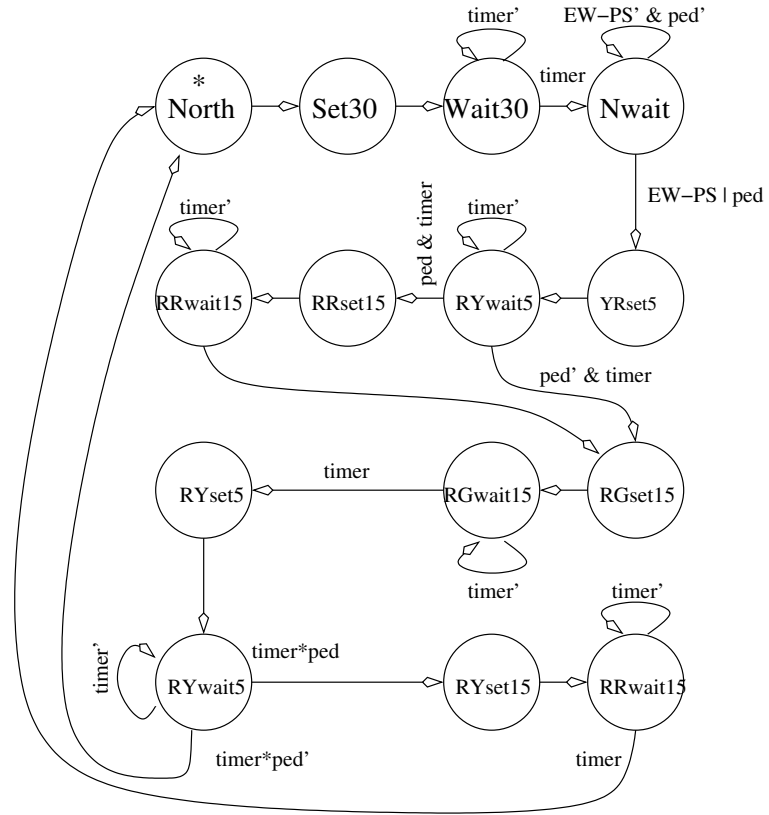 timer’
EW−PS’ & ped’
*
timer
North
Set30
Wait30
Nwait
EW−PS | ped
timer’
ped & timer
timer’
RRwait15
RRset15
RYwait5
YRset5
ped’ & timer
timer
RYset5
RGwait15
RGset15
timer’
timer’
timer’
timer*ped
RYwait5
RYset15
RRwait15
timer*ped’
timer